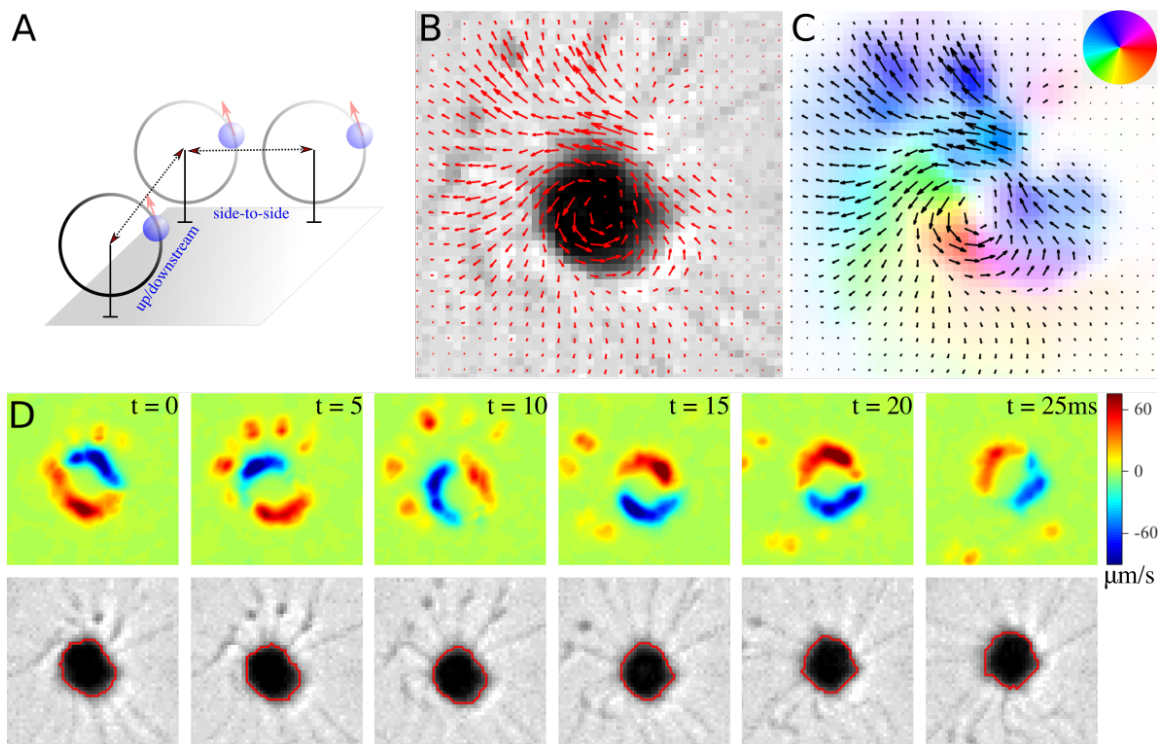 A
side-to-side
up/downstream
B
C
D
t = 0
t = 5
t = 10
t = 15
t = 20
t = 25ms
60
0
-60
μm/s